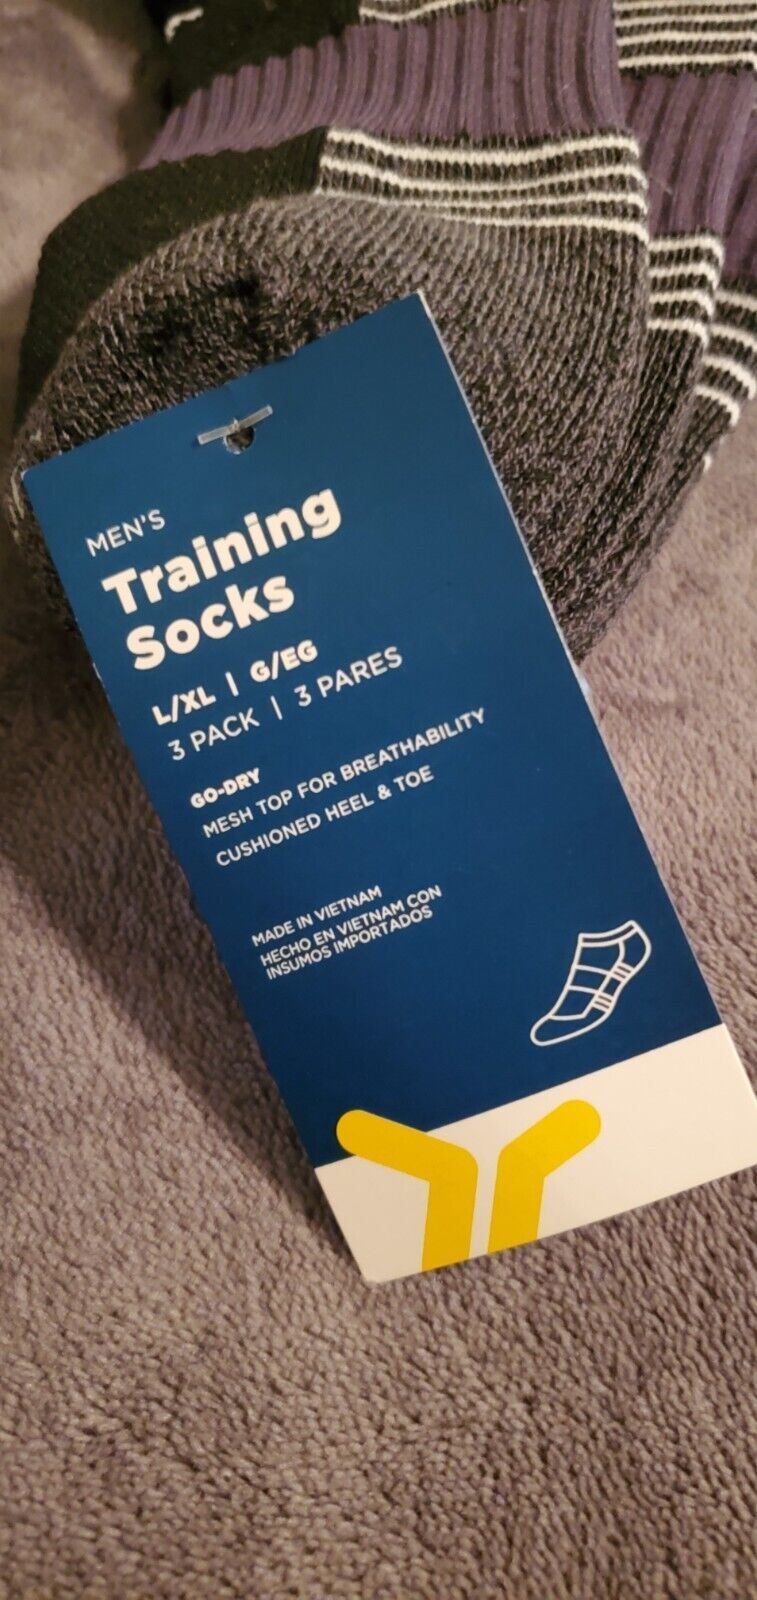 MEN'S
Training
Socks
L/XL | G/EG
3 PACK | 3 PARES
GO-DRY
MESH TOP FOR BREATHABILITY
CUSHIONED HEEL & TOE
MADE IN VIETNAM
HECHO EN VIETNAM CON
INSUMOS IMPORTADOS